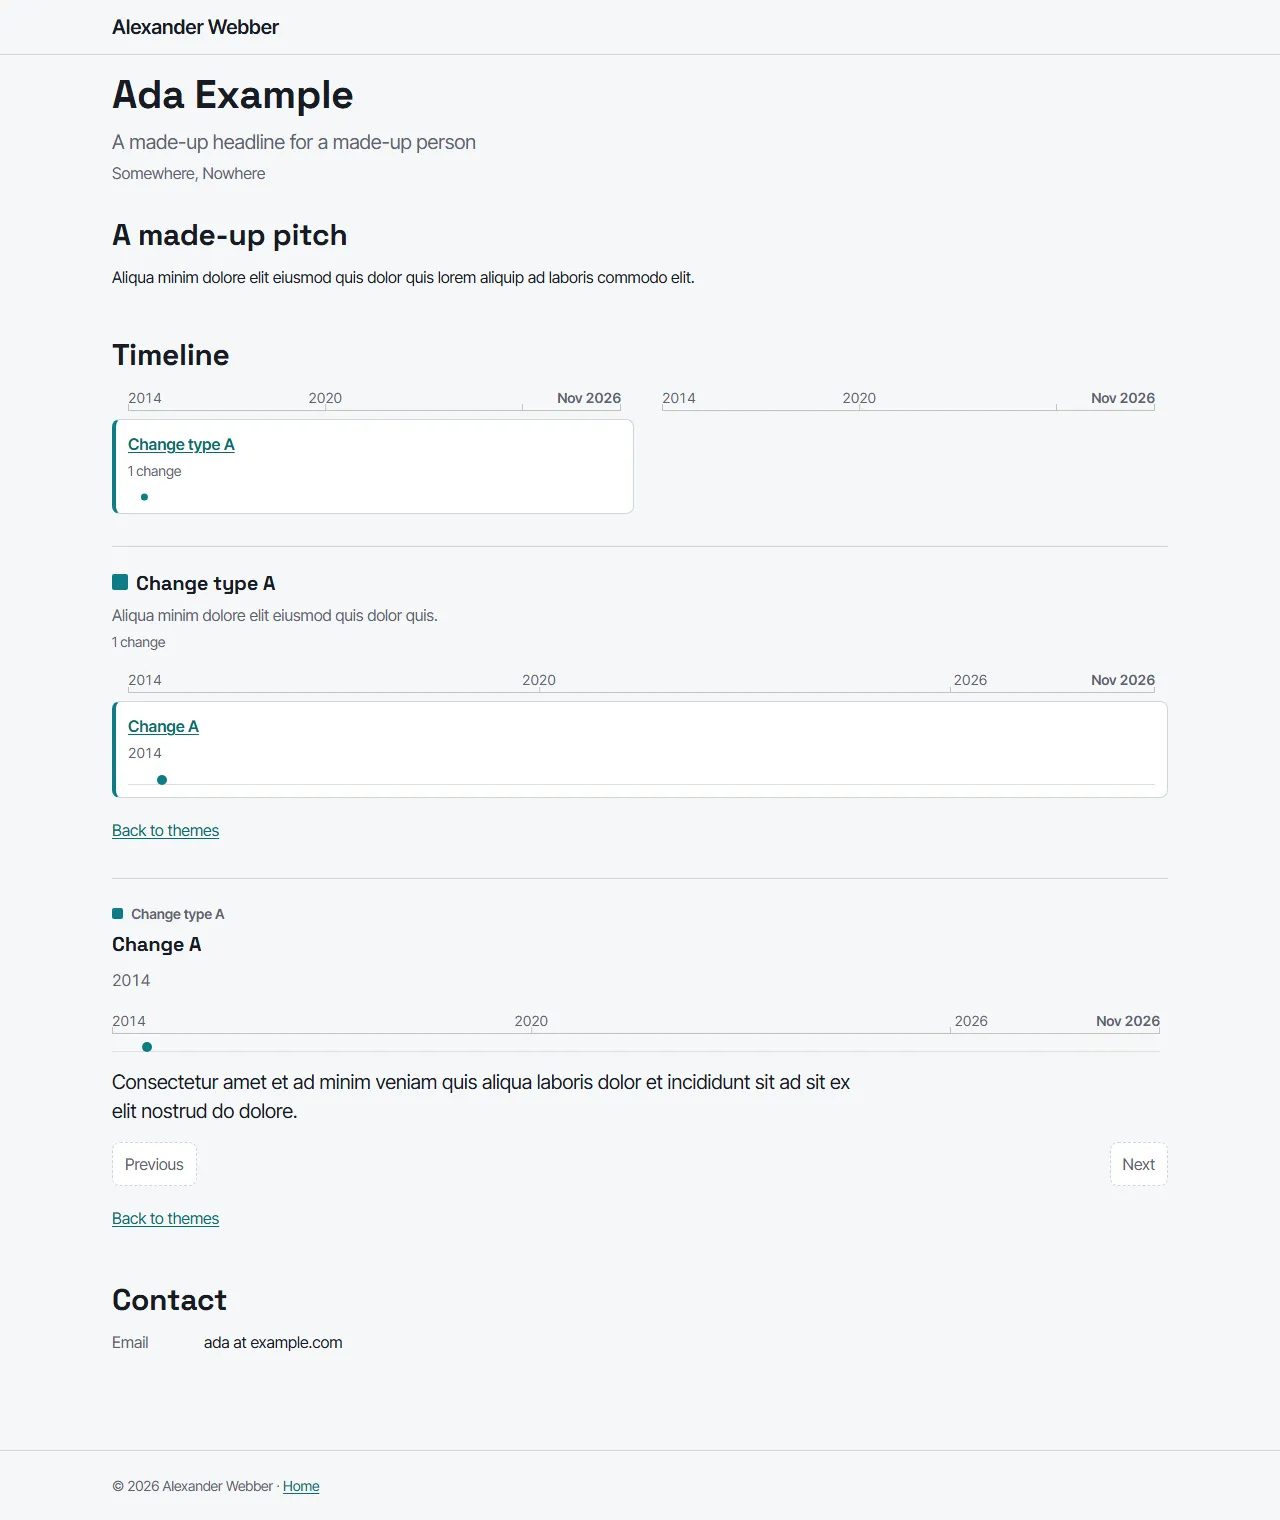 Alexander Webber
Ada Example
A made-up headline for a made-up person
Somewhere, Nowhere
A made-up pitch
Aliqua minim dolore elit eiusmod quis dolor quis lorem aliquip ad laboris commodo elit.
Timeline
2014 2020 Nov 2026 2014 2020 Nov 2026
Change type A
1 change
Change type A
Aliqua minim dolore elit eiusmod quis dolor quis.
1 change
2014 2020 2026 Nov 2026
Change A
2014
Back to themes
Change type A
Change A
2014
2014 2020 2026 Nov 2026
Consectetur amet et ad minim veniam quis aliqua laboris dolor et incididunt sit ad sit ex
elit nostrud do dolore.
Previous Next
Back to themes
Contact
Email ada at example.com
© 2026 Alexander Webber · Home